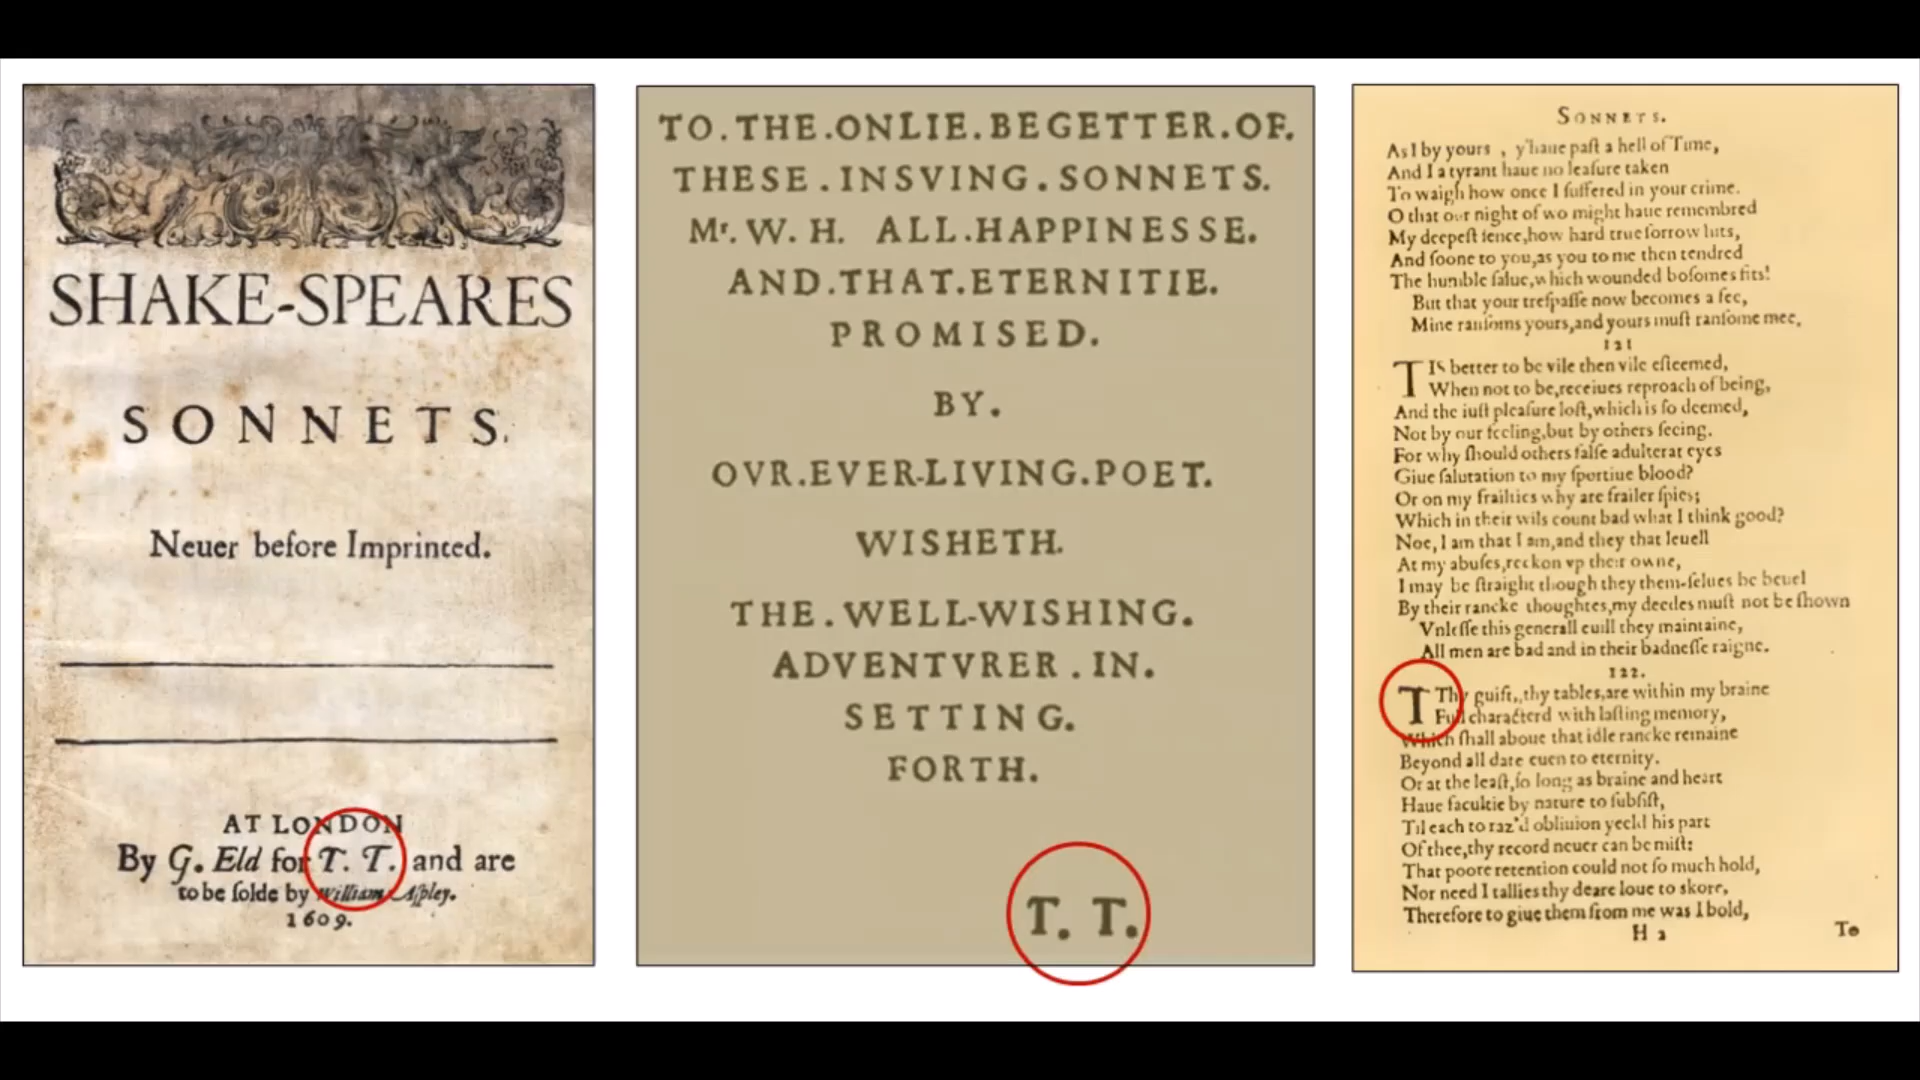 SHAKE-SPEARES
SONNETS.
Neuer before Imprinted.
AT LONDON
By G. Eld for T. T. and are
to be ſolde by William Aſpley.
1609.
TO.THE.ONLIE.BEGETTER.OF.
THESE.INSVING.SONNETS.
Mr. W. H. ALL.HAPPINESSE.
AND.THAT.ETERNITIE.
PROMISED.
BY.
OVR.EVER-LIVING.POET.
WISHETH.
THE.WELL-WISHING.
ADVENTVRER.IN.
SETTING.
FORTH.
T. T.
SONNETS.
As I by yours, y'haue paſt a hell of Time,
And I a tyrant haue no leaſure taken
To waigh how once I ſuffered in your crime.
O that our night of wo might haue remembred
My deepeſt ſence,how hard true ſorrow hits,
And ſoone to you,as you to me then tendred
The humble ſalue,which wounded boſomes fits!
But that your treſpaſſe now becomes a fee,
Mine ranſoms yours,and yours muſt ranſome mee.
121
TIS better to be vile then vile eſteemed,
When not to be,receiues reproach of being,
And the iuſt pleaſure loſt,which is ſo deemed,
Not by our feeling,but by others ſeeing.
For why ſhould others falſe adulterat eyes
Giue ſalutation to my ſportiue blood?
Or on my frailties why are frailer ſpies;
Which in their wils count bad what I think good?
Noe, I am that I am,and they that leuell
At my abuſes,reckon vp their owne,
I may be ſtraight though they them-ſelues be beuel
By their rancke thoughtes,my deedes muſt not be ſhown
Vnleſſe this generall euill they maintaine,
All men are bad and in their badneſſe raigne.
122.
TThy guift,,thy tables,are within my braine
Full characterd with laſting memory,
Which ſhall aboue that idle rancke remaine
Beyond all date euen to eternity.
Or at the leaſt,ſo long as braine and heart
Haue facultie by nature to ſubſiſt,
Til each to raz'd obliuion yeeld his part
Of thee,thy record neuer can be miſt:
That poore retention could not ſo much hold,
Nor need I tallies thy deare loue to skore,
Therefore to giue them from me was I bold,
H 2 To